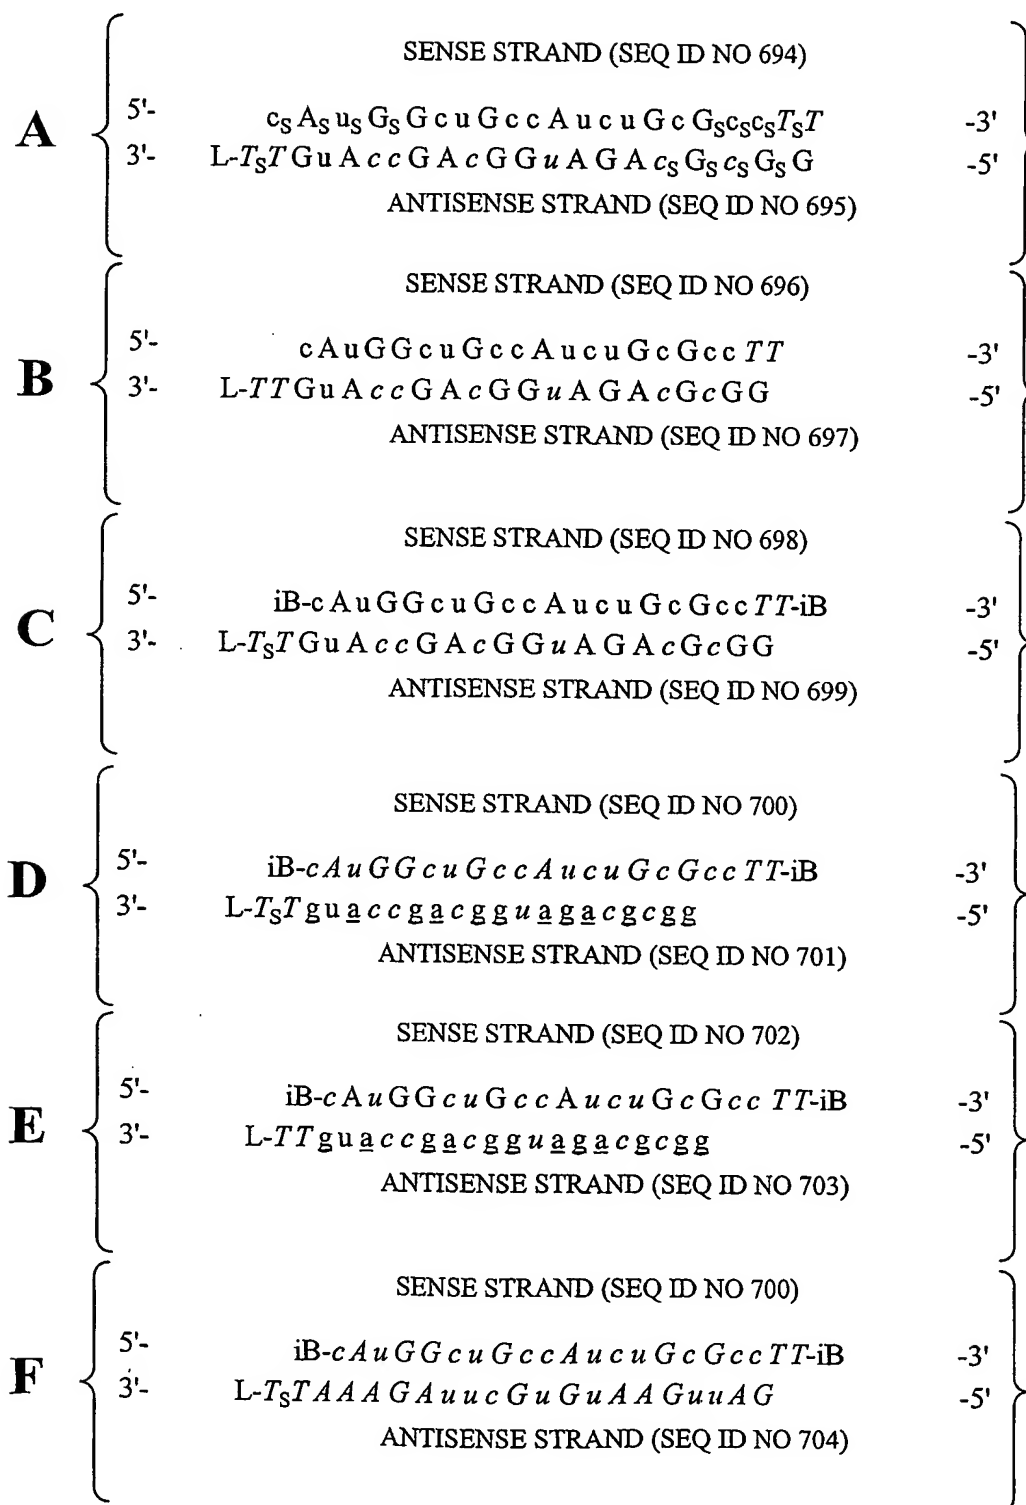 SENSE STRAND (SEQ ID NO 694)
A
5'- cSASuSGSGcuGccAucuGcGScScSTST -3'
3'- L-TSTGuAccGAcGGuAGAcSGScSGSG -5'
ANTISENSE STRAND (SEQ ID NO 695)
SENSE STRAND (SEQ ID NO 696)
B
5'- cAuGGcuGccAucuGcGccTT -3'
3'- L-TTGuAccGAcGGuAGAcGcGG -5'
ANTISENSE STRAND (SEQ ID NO 697)
SENSE STRAND (SEQ ID NO 698)
C
5'- iB-cAuGGcuGccAucuGcGccTT-iB -3'
3'- L-TSTGuAccGAcGGuAGAcGcGG -5'
ANTISENSE STRAND (SEQ ID NO 699)
SENSE STRAND (SEQ ID NO 700)
D
5'- iB-cAuGGcuGccAucuGcGccTT-iB -3'
3'- L-TSTguaccgacgguagacgcgg -5'
ANTISENSE STRAND (SEQ ID NO 701)
SENSE STRAND (SEQ ID NO 702)
E
5'- iB-cAuGGcuGccAucuGcGccTT-iB -3'
3'- L-TTguaccgacgguagacgcgg -5'
ANTISENSE STRAND (SEQ ID NO 703)
SENSE STRAND (SEQ ID NO 700)
F
5'- iB-cAuGGcuGccAucuGcGccTT-iB -3'
3'- L-TSTAAAGAuucGuGuAAGuuAG -5'
ANTISENSE STRAND (SEQ ID NO 704)